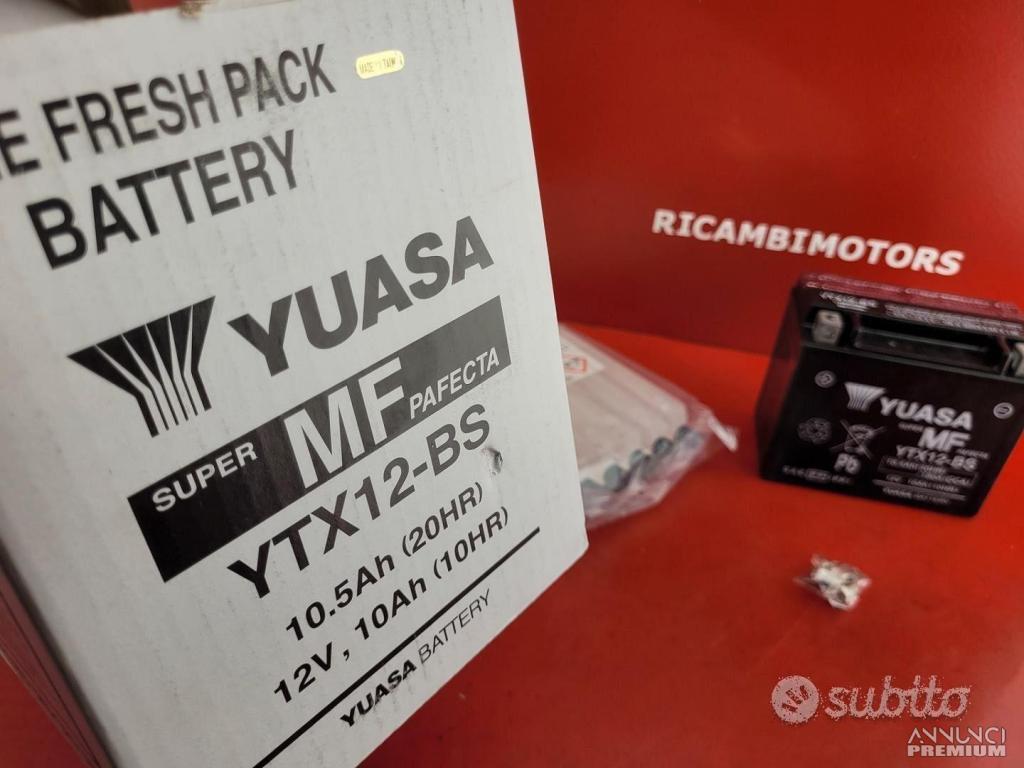 E FRESH PACK
MADE IN TAIWAN
BATTERY
YUASA
SUPER MF PAFECTA
YTX12-BS
10.5Ah (20HR)
12V, 10Ah (10HR)
YUASA BATTERY
RICAMBIMOTORS
YUASA
SUPER MF
YTX12-BS
Pb
subito
ANNUNCI
PREMIUM